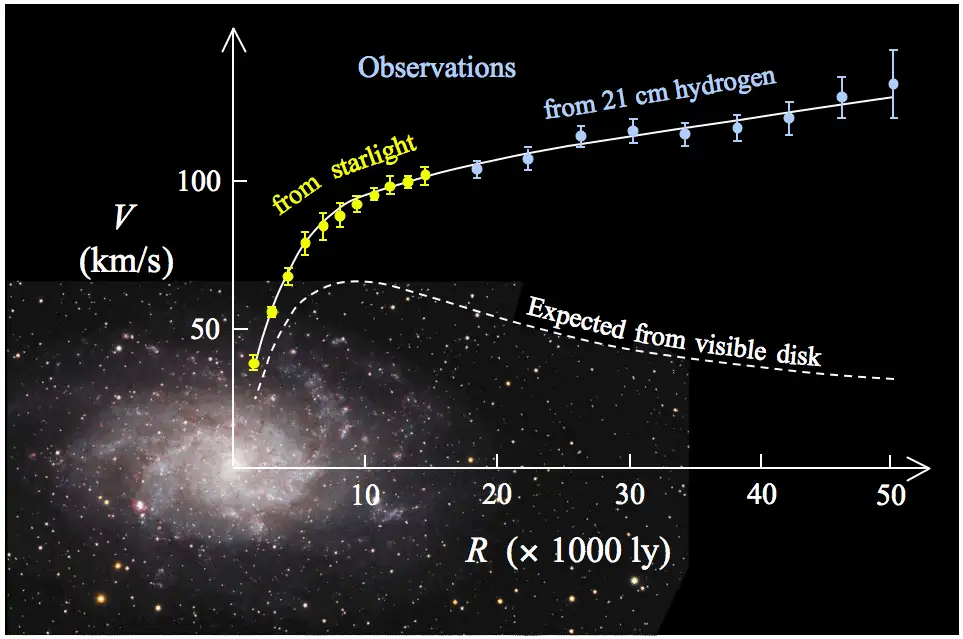 Observations
from 21 cm hydrogen
from starlight
100
V
(km/s)
50
Expected from visible disk
10 20 30 40 50
R (× 1000 ly)